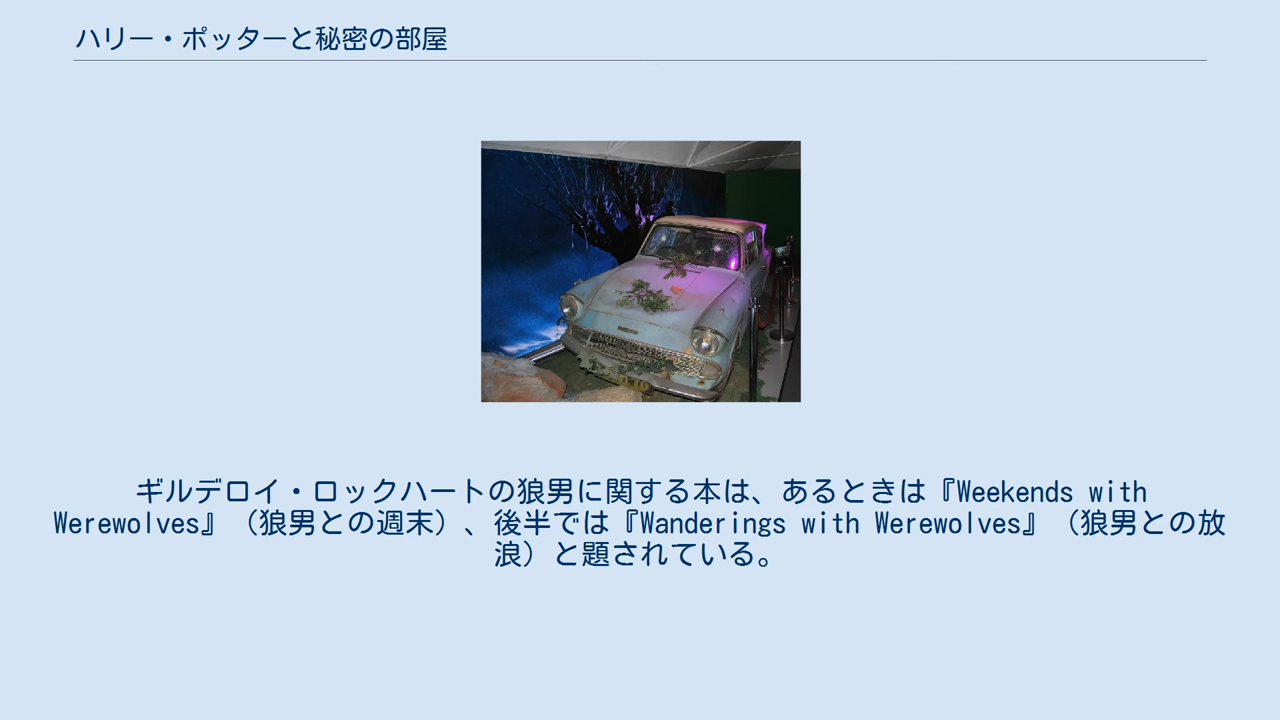 ハリー・ポッターと秘密の部屋
ギルデロイ・ロックハートの狼男に関する本は、あるときは『Weekends with
Werewolves』（狼男との週末）、後半では『Wanderings with Werewolves』（狼男との放
浪）と題されている。